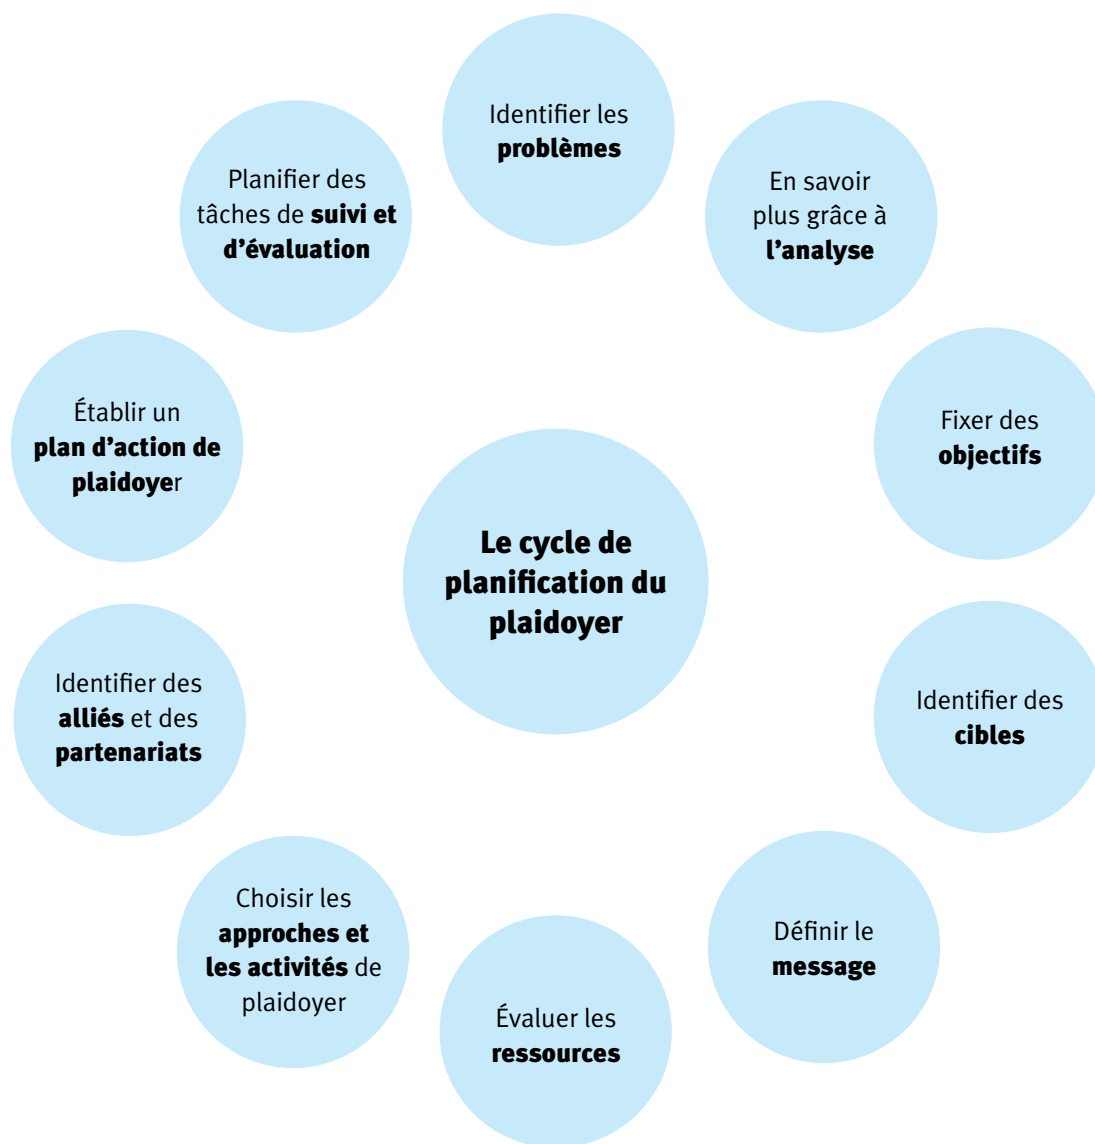 Identifier les
problèmes
En savoir
plus grâce à
l’analyse
Fixer des
objectifs
Identifier des
cibles
Définir le
message
Évaluer les
ressources
Choisir les
approches et
les activités de
plaidoyer
Identifier des
alliés et des
partenariats
Établir un
plan d’action de
plaidoyer
Planifier des
tâches de suivi et
d’évaluation
Le cycle de
planification du
plaidoyer